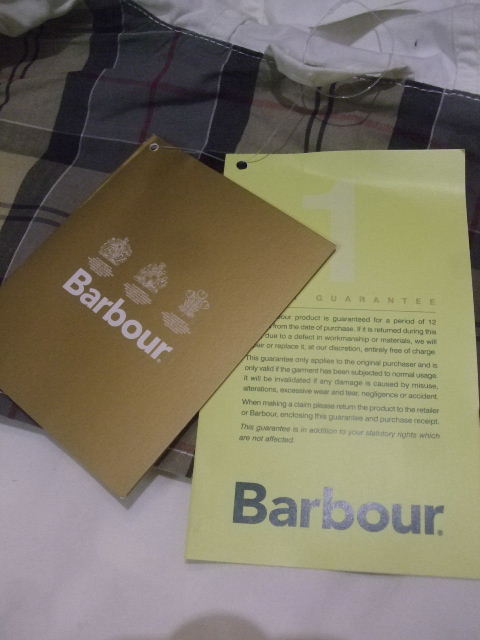 Barbour.
1
GUARANTEE
product is guaranteed for a period of 12
from the date of purchase. If it is returned during this
due to a defect in workmanship or materials, we will
or replace it, at our discretion, entirely free of charge.
This guarantee only applies to the original purchaser and is
only valid if the garment has been subjected to normal usage.
It will be invalidated if any damage is caused by misuse,
alterations, excessive wear and tear, negligence or accident.
When making a claim please return the product to the retailer
or Barbour, enclosing this guarantee and purchase receipt.
This guarantee is in addition to your statutory rights which
are not affected.
Barbour.